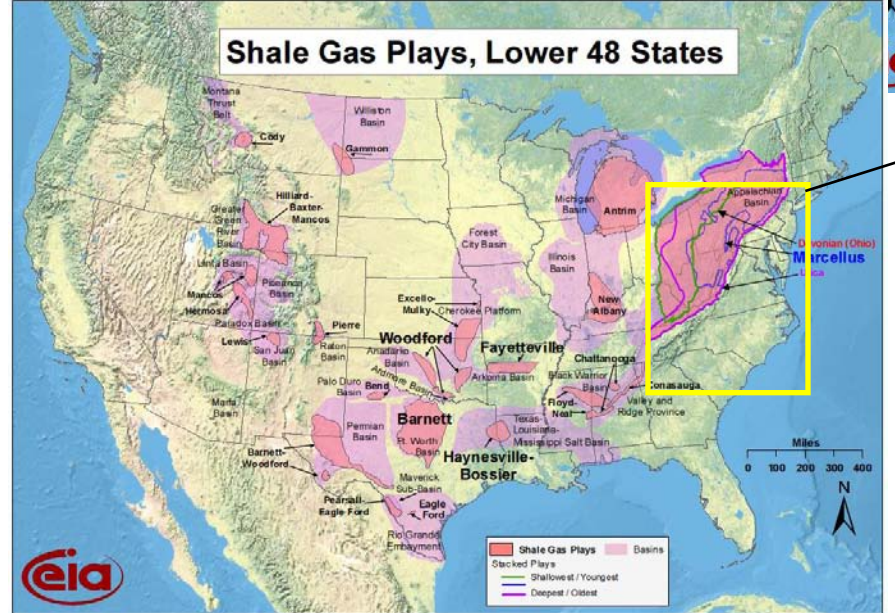 Shale Gas Plays, Lower 48 States
Montana
Thrust
Belt
Cody
Williston
Basin
Gammon
Hilliard-
Baxter-
Mancos
Greater
Green
River
Basin
Uinta Basin
Mancos
Piceance
Basin
Hermosa
Paradox Basin
Lewis
San Juan
Basin
Pierre
Raton
Basin
Marfa
Basin
Michigan
Basin
Antrim
Forest
City Basin
Illinois
Basin
New
Albany
Excello-
Mulky
Cherokee Platform
Woodford
Anadarko
Basin
Ardmore Basin
Arkoma Basin
Fayetteville
Palo Duro
Basin
Bend
Barnett
Permian
Basin
Ft. Worth
Basin
Barnett-
Woodford
Haynesville-
Bossier
Texas-
Louisiana-
Mississippi Salt Basin
Chattanooga
Black Warrior
Basin
Floyd-
Neal
Conasauga
Valley and
Ridge Province
Appalachian
Basin
Devonian (Ohio)
Marcellus
Utica
Maverick
Sub-Basin
Pearsall-
Eagle Ford
Eagle
Ford
Rio Grande
Embayment
Miles
0 100 200 300 400
N
Shale Gas Plays
Basins
Stacked Plays
Shallowest / Youngest
Deepest / Oldest
eia